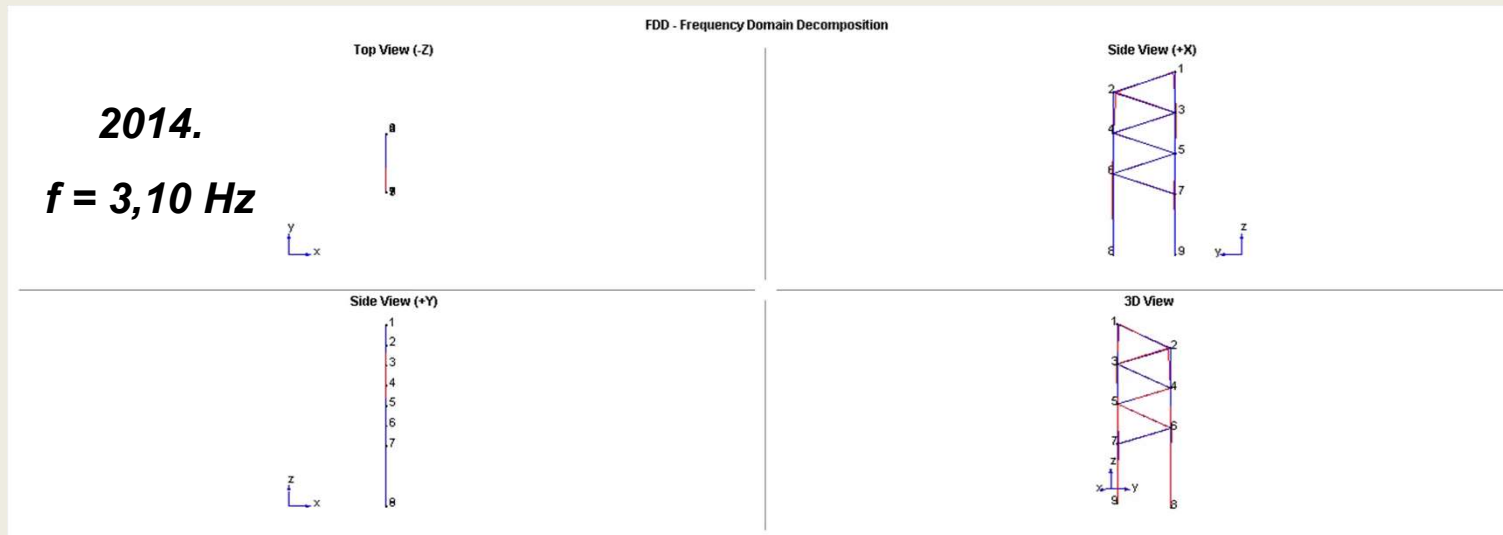 FDD - Frequency Domain Decomposition
Top View (-Z)
2014.
f = 3,10 Hz
y
x
Side View (+X)
1
2
3
4
5
6
7
8
9
z
y
Side View (+Y)
1
2
3
4
5
6
7
z
x
3D View
1
2
3
4
5
6
7
z
x
y
9
8